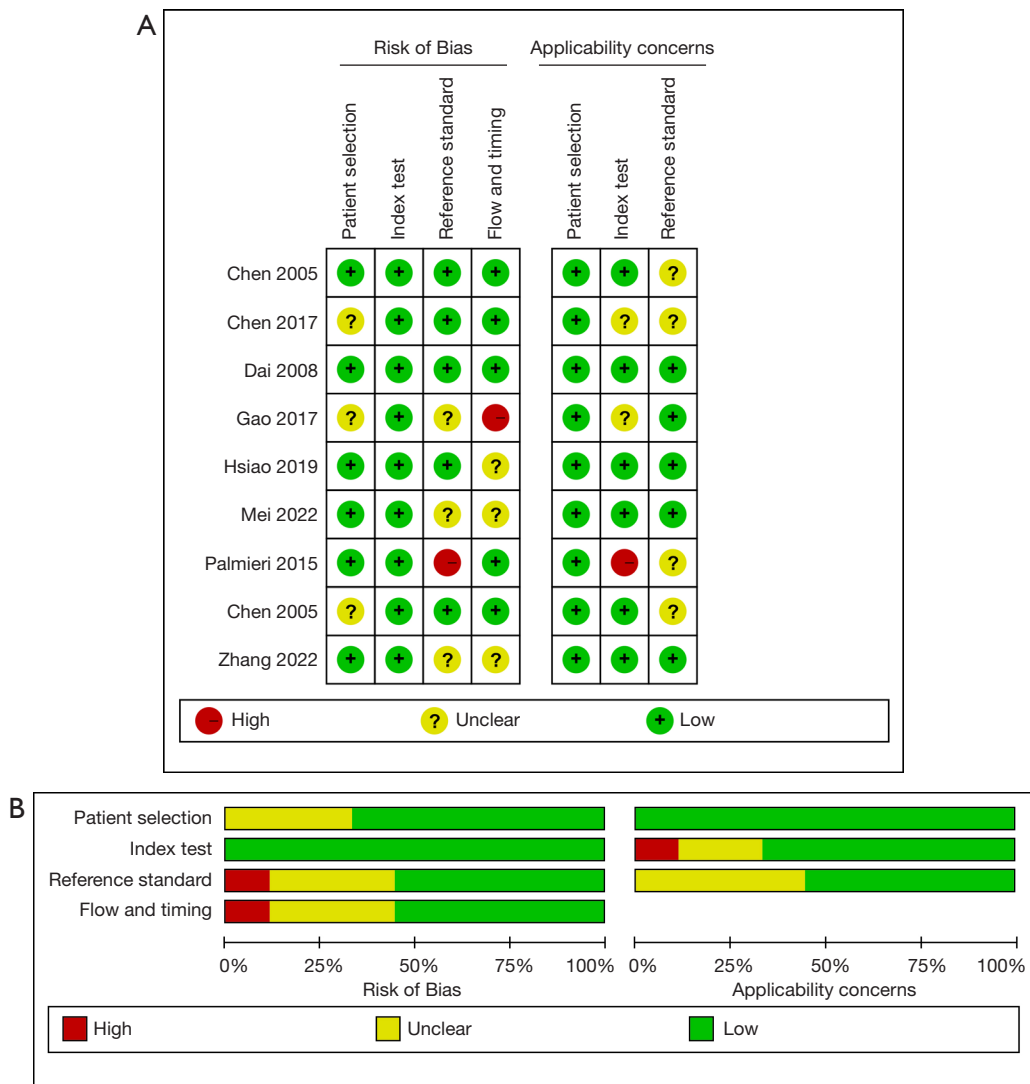 A
Risk of Bias Applicability concerns
Patient selection Index test Reference standard Flow and timing Patient selection Index test Reference standard
Chen 2005 + + + + + + ?
Chen 2017 ? + + + + ? ?
Dai 2008 + + + + + + +
Gao 2017 ? + ? − + ? +
Hsiao 2019 + + + ? + + +
Mei 2022 + + ? ? + + +
Palmieri 2015 + + − + + − ?
Chen 2005 ? + + + + + ?
Zhang 2022 + + ? ? + + +
− High ? Unclear + Low
B
Patient selection
Index test
Reference standard
Flow and timing
0% 25% 50% 75% 100% 0% 25% 50% 75% 100%
Risk of Bias Applicability concerns
High Unclear Low